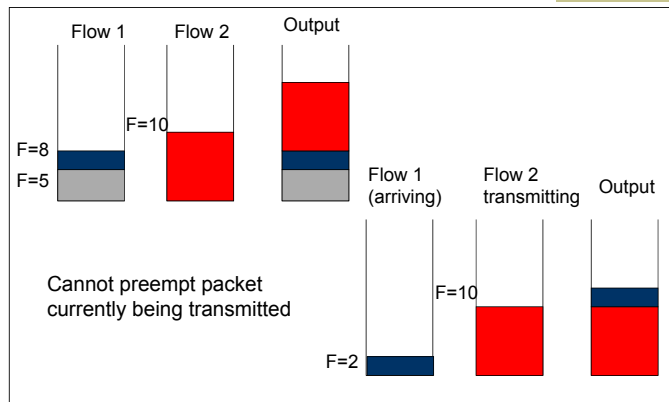 Flow 1
Flow 2
Output
F=10
F=8
F=5
Flow 1
(arriving)
Flow 2
transmitting
Output
Cannot preempt packet
currently being transmitted
F=10
F=2